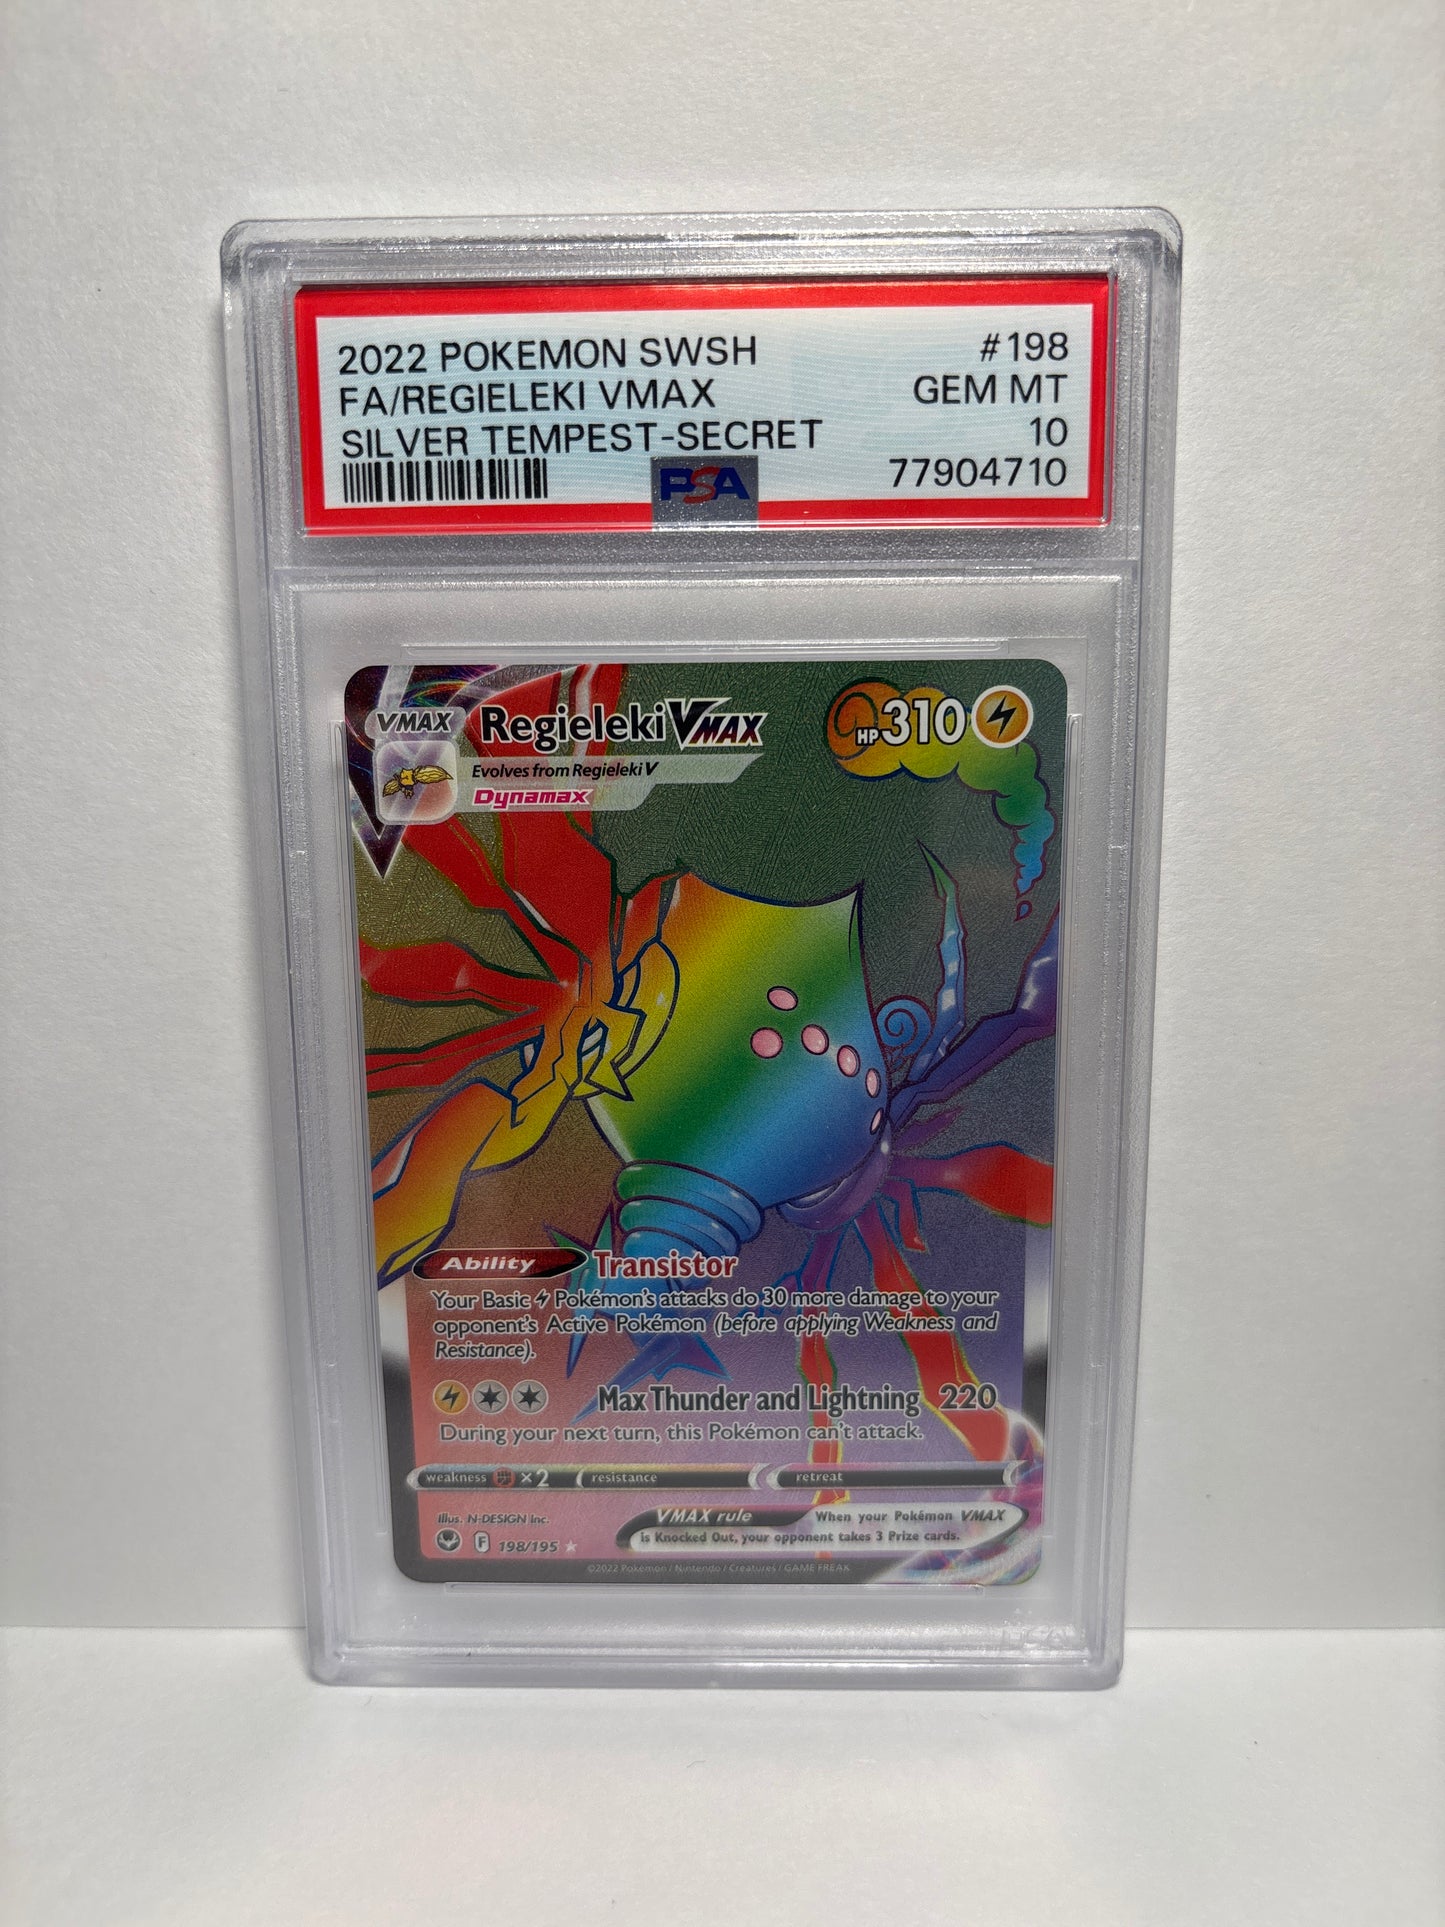 2022 POKEMON SWSH #198
FA/REGIELEKI VMAX GEM MT
SILVER TEMPEST-SECRET 10
PSA 77904710
VMAX Regieleki VMAX HP 310
Evolves from Regieleki V
Dynamax
Ability Transistor
Your Basic Pokémon's attacks do 30 more damage to your
opponent's Active Pokémon (before applying Weakness and
Resistance).
Max Thunder and Lightning 220
During your next turn, this Pokémon can't attack.
weakness ×2 resistance retreat
Illus. N-DESIGN Inc.
VMAX rule When your Pokémon VMAX
is Knocked Out, your opponent takes 3 Prize cards.
F 198/195
©2022 Pokémon / Nintendo / Creatures / GAME FREAK